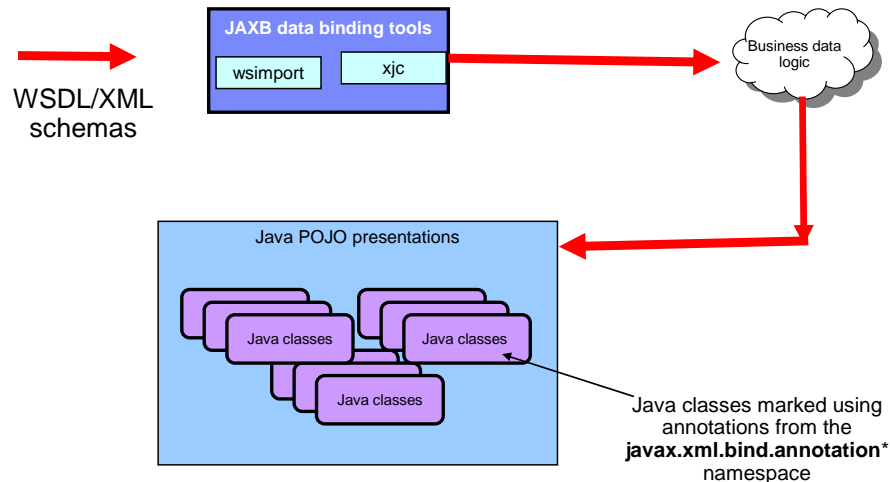 JAXB data binding tools
wsimport
xjc
WSDL/XML
schemas
Business data
logic
Java POJO presentations
Java classes
Java classes
Java classes
Java classes marked using
annotations from the
javax.xml.bind.annotation*
namespace